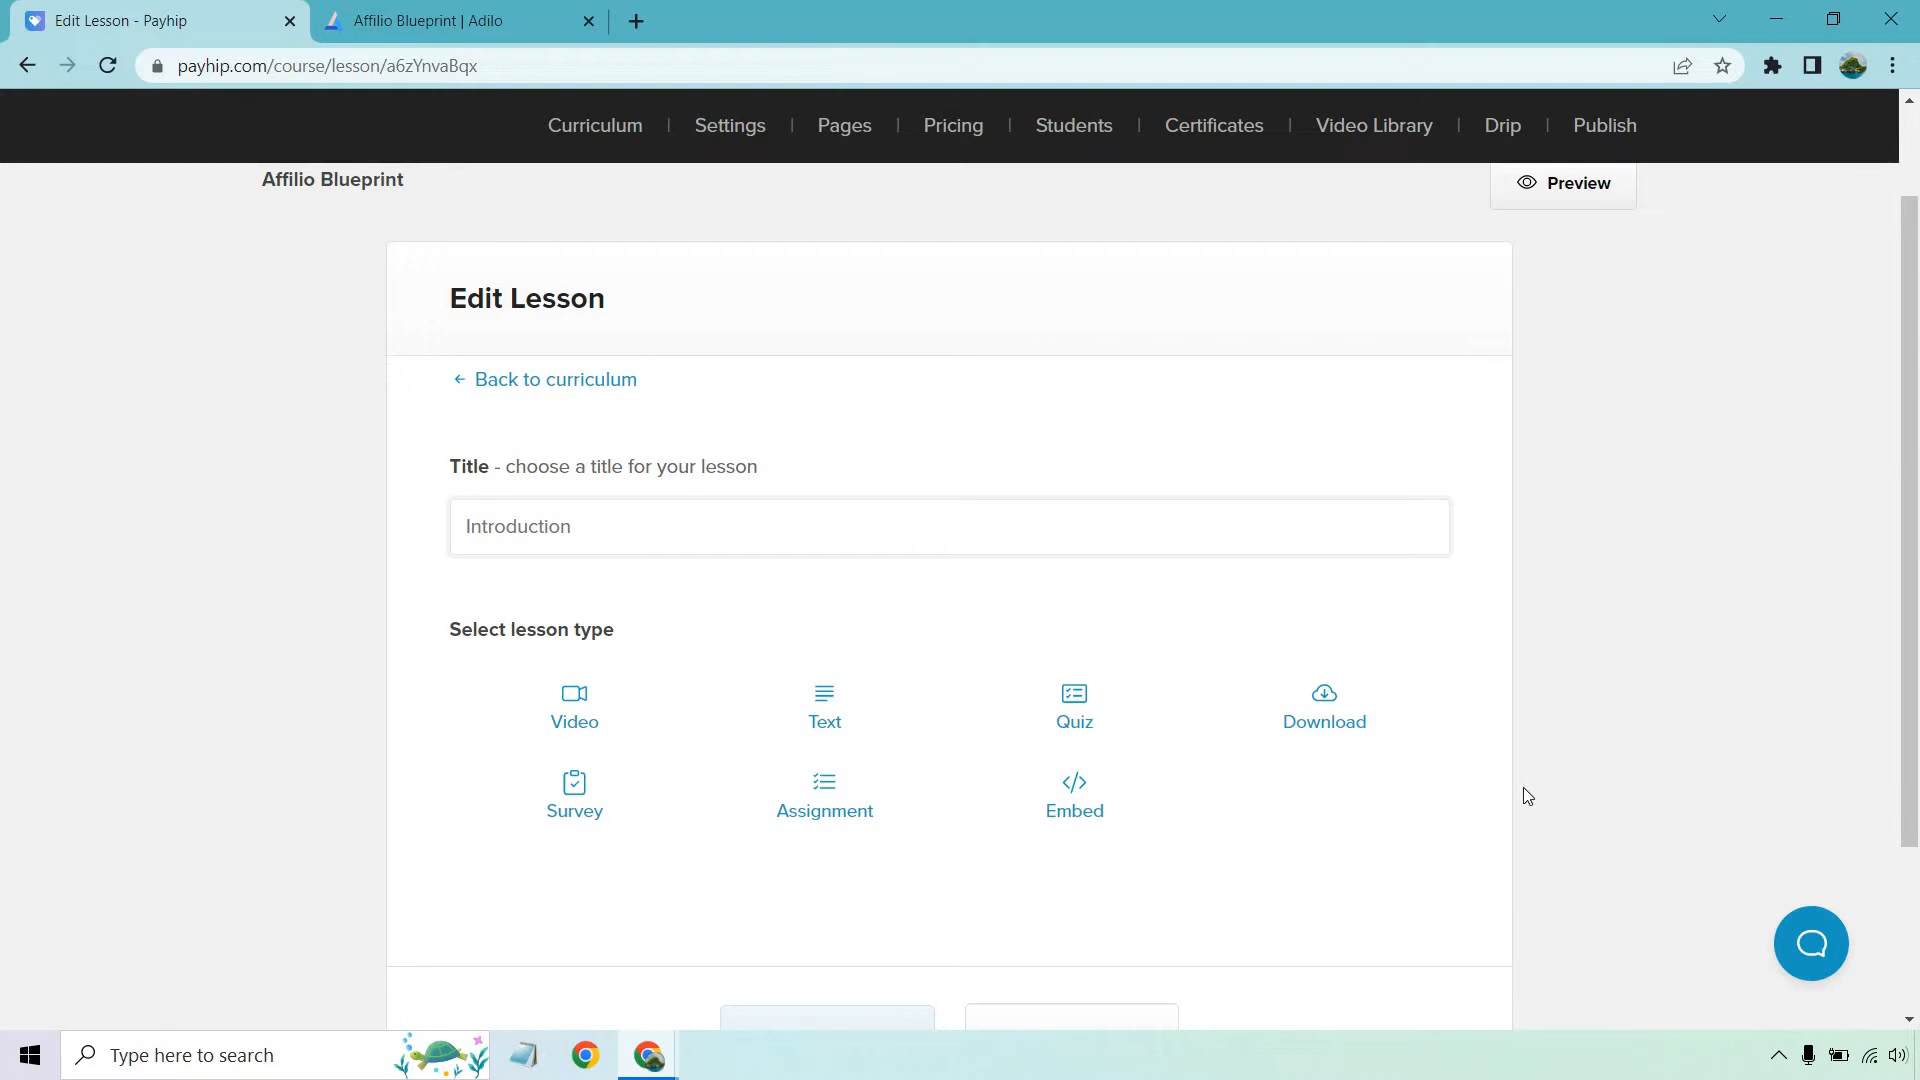 Edit Lesson - Payhip
Affilio Blueprint | Adilo
payhip.com/course/lesson/a6zYnvaBqx
Curriculum | Settings | Pages | Pricing | Students | Certificates | Video Library | Drip | Publish
Affilio Blueprint
Preview
Edit Lesson
← Back to curriculum
Title - choose a title for your lesson
Introduction
Select lesson type
Video
Text
Quiz
Download
Survey
Assignment
Embed
Type here to search